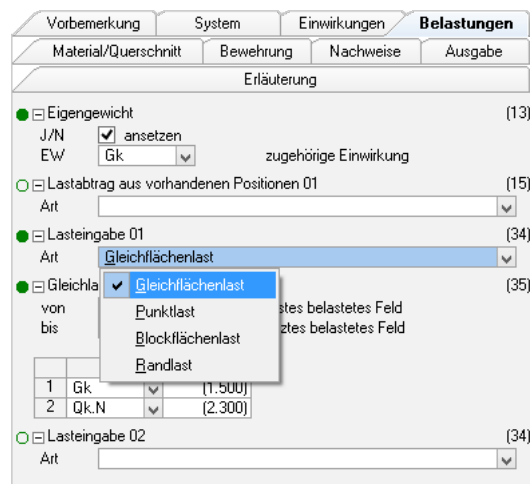 Vorbemerkung System Einwirkungen Belastungen
Material/Querschnitt Bewehrung Nachweise Ausgabe
Erläuterung
Eigengewicht (13)
J/N ansetzen
EW Gk zugehörige Einwirkung
Lastabtrag aus vorhandenen Positionen 01 (15)
Art
Lasteingabe 01 (34)
Art Gleichflächenlast
Gleichla (35)
Gleichflächenlast
von stes belastetes Feld
Punktlast
bis ztes belastetes Feld
Blockflächenlast
Randlast
1 Gk (1.500)
2 Qk.N (2.300)
Lasteingabe 02 (34)
Art